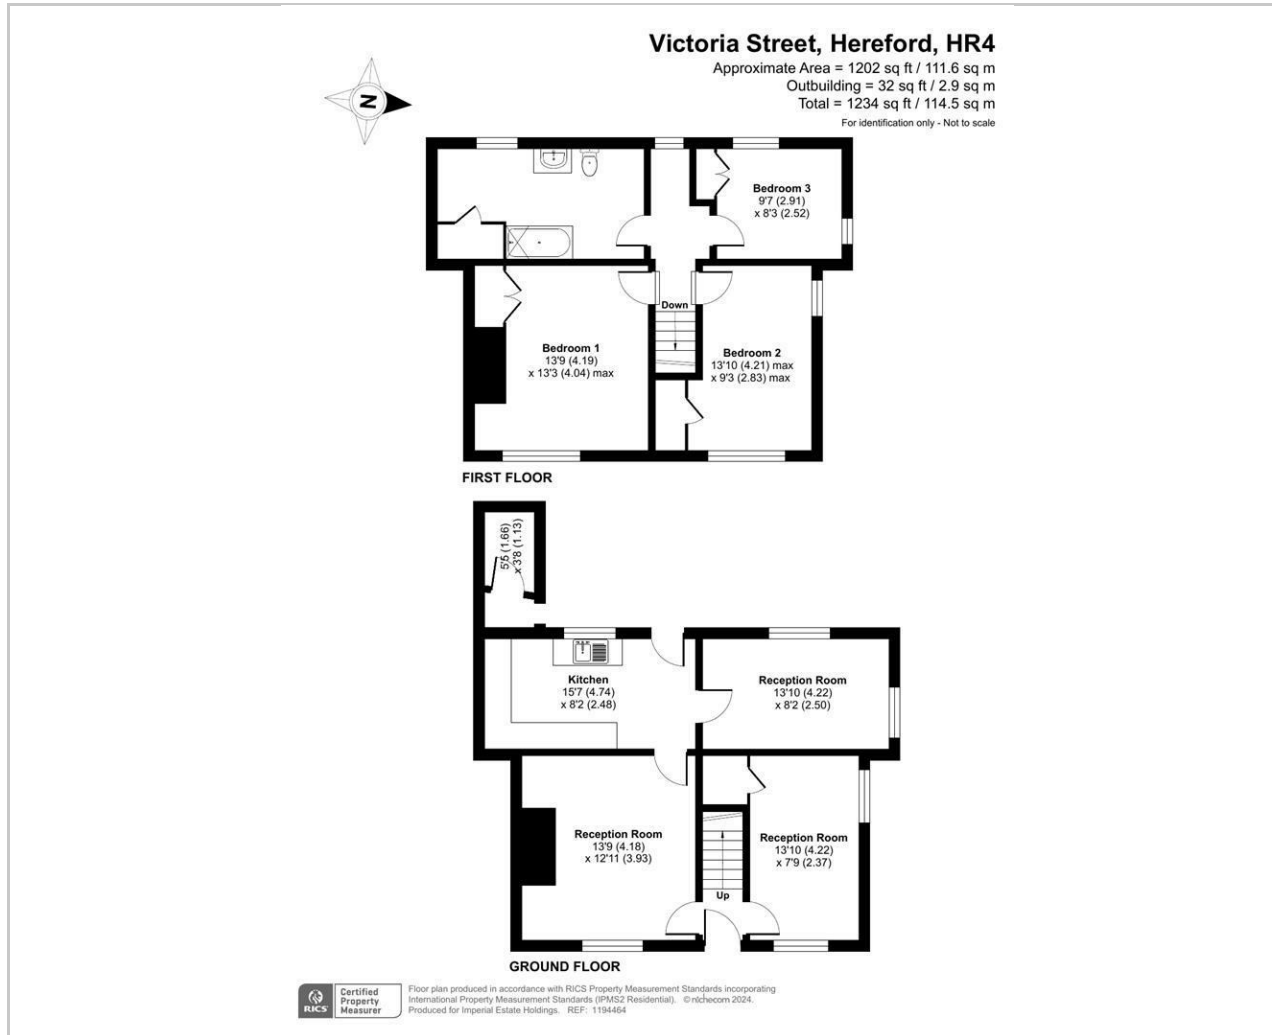 Victoria Street, Hereford, HR4
Approximate Area = 1202 sq ft / 111.6 sq m
Outbuilding = 32 sq ft / 2.9 sq m
Total = 1234 sq ft / 114.5 sq m
For identification only - Not to scale
N
Bedroom 3
9'7 (2.91)
x 8'3 (2.52)
Down
Bedroom 1
13'9 (4.19)
x 13'3 (4.04) max
Bedroom 2
13'10 (4.21) max
x 9'3 (2.83) max
FIRST FLOOR
5'5 (1.66)
x 3'8 (1.13)
Kitchen
15'7 (4.74)
x 8'2 (2.48)
Reception Room
13'10 (4.22)
x 8'2 (2.50)
Reception Room
13'9 (4.18)
x 12'11 (3.93)
Reception Room
13'10 (4.22)
x 7'9 (2.37)
Up
GROUND FLOOR
RICS
Certified
Property
Measurer
Floor plan produced in accordance with RICS Property Measurement Standards incorporating
International Property Measurement Standards (IPMS2 Residential). © nichecom 2024.
Produced for Imperial Estate Holdings. REF: 1194464